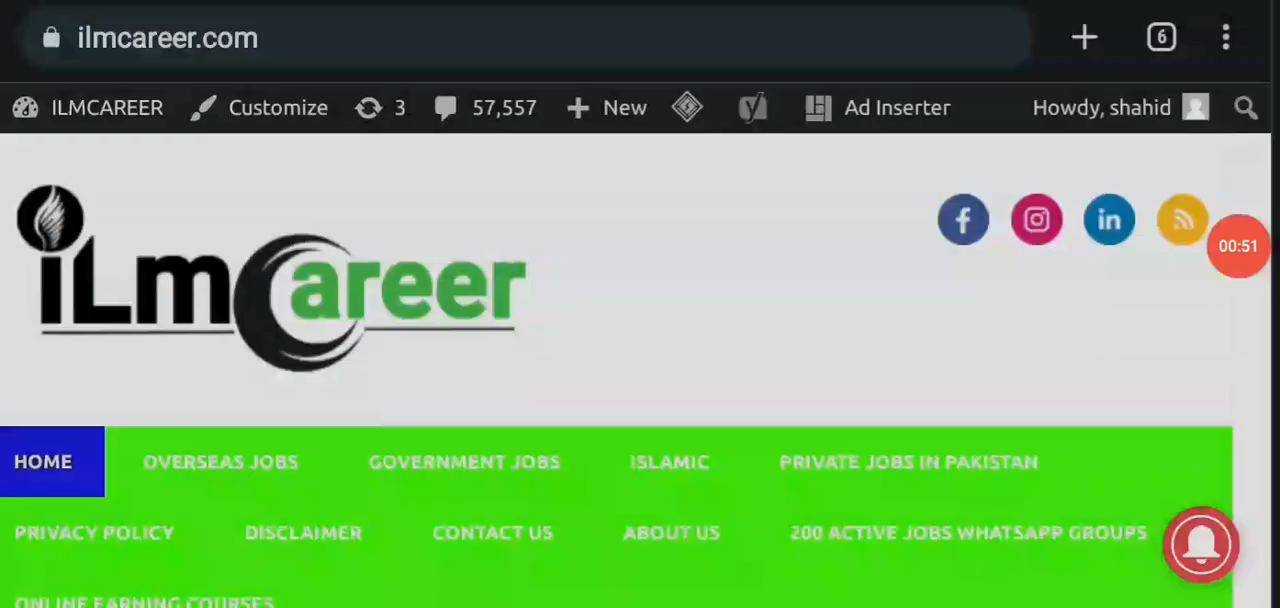 ilmcareer.com
6
ILMCAREER Customize 3 57,557 New Ad Inserter Howdy, shahid
f in
00:51
iLmCareer
HOME OVERSEAS JOBS GOVERNMENT JOBS ISLAMIC PRIVATE JOBS IN PAKISTAN
PRIVACY POLICY DISCLAIMER CONTACT US ABOUT US 200 ACTIVE JOBS WHATSAPP GROUPS
ONLINE EARNING COURSES